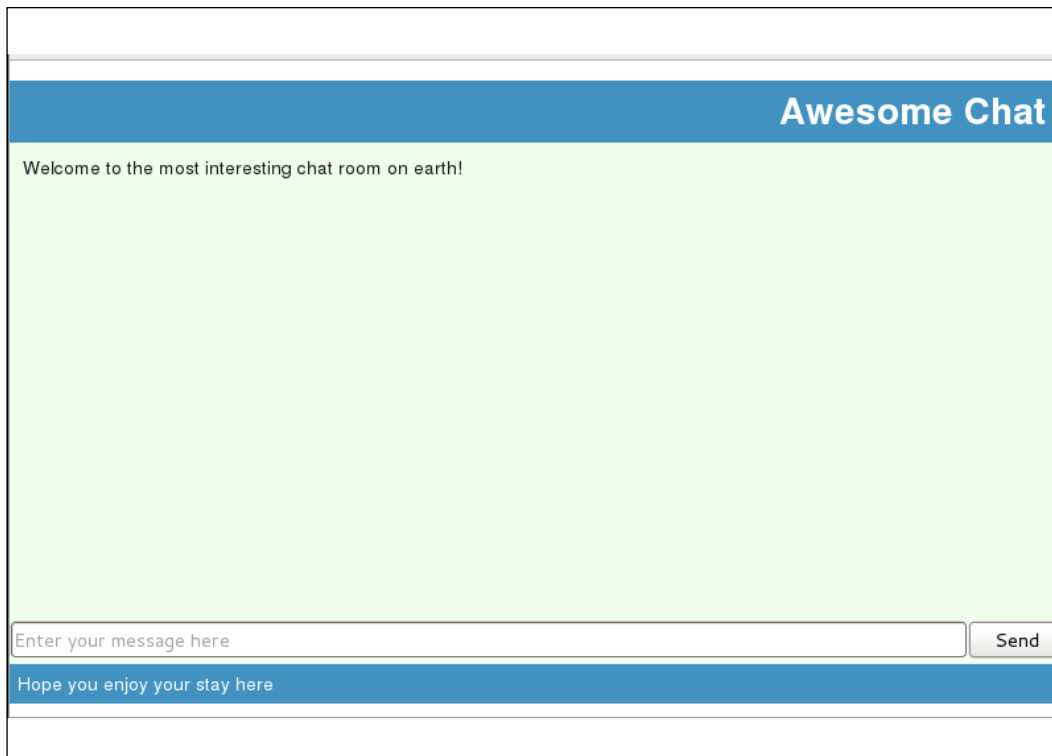 Awesome Chat
Welcome to the most interesting chat room on earth!
Enter your message here
Send
Hope you enjoy your stay here